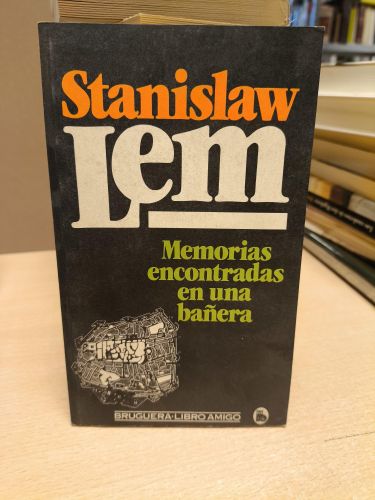 Stanislaw
Lem
Memorias
encontradas
en una
bañera
BRUGUERA·LIBRO AMIGO